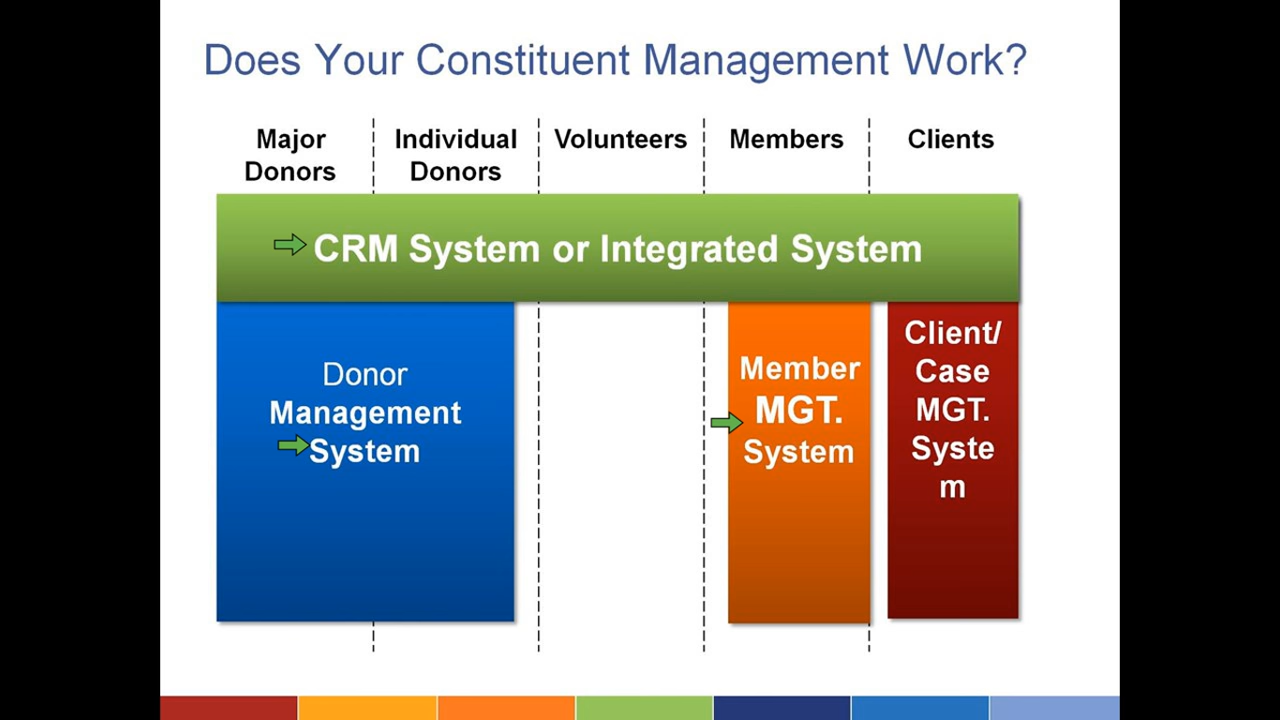 Does Your Constituent Management Work?
Major
Donors
Individual
Donors
Volunteers
Members
Clients
CRM System or Integrated System
Donor
Management
System
Member
MGT.
System
Client/
Case
MGT.
Syste
m